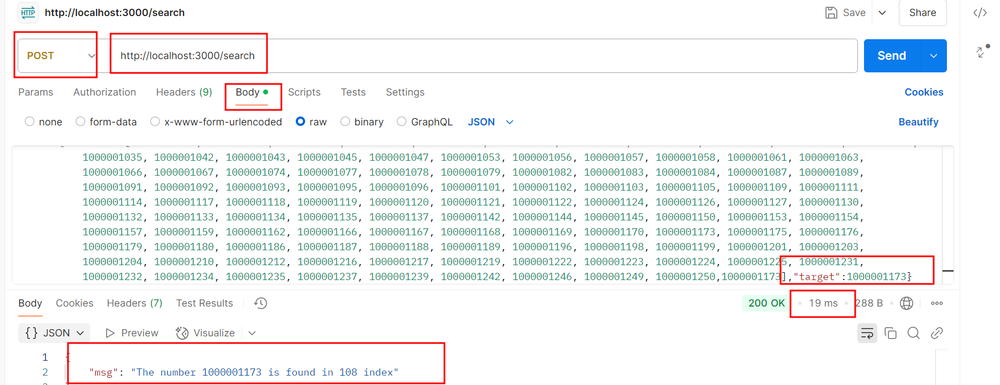 HTTP http://localhost:3000/search Save Share
POST http://localhost:3000/search Send
Params Authorization Headers (9) Body Scripts Tests Settings Cookies
none form-data x-www-form-urlencoded raw binary GraphQL JSON Beautify
1000001035, 1000001042, 1000001043, 1000001045, 1000001047, 1000001053, 1000001056, 1000001057, 1000001058, 1000001061, 1000001063,
1000001066, 1000001067, 1000001074, 1000001077, 1000001078, 1000001079, 1000001082, 1000001083, 1000001084, 1000001087, 1000001089,
1000001091, 1000001092, 1000001093, 1000001095, 1000001096, 1000001101, 1000001102, 1000001103, 1000001105, 1000001109, 1000001111,
1000001114, 1000001117, 1000001118, 1000001119, 1000001120, 1000001121, 1000001122, 1000001124, 1000001126, 1000001127, 1000001130,
1000001132, 1000001133, 1000001134, 1000001135, 1000001137, 1000001142, 1000001144, 1000001145, 1000001150, 1000001153, 1000001154,
1000001157, 1000001159, 1000001162, 1000001166, 1000001167, 1000001168, 1000001169, 1000001170, 1000001173, 1000001175, 1000001176,
1000001179, 1000001180, 1000001186, 1000001187, 1000001188, 1000001189, 1000001196, 1000001198, 1000001199, 1000001201, 1000001203,
1000001204, 1000001210, 1000001212, 1000001216, 1000001217, 1000001219, 1000001222, 1000001223, 1000001224, 1000001225, 1000001231,
1000001232, 1000001234, 1000001235, 1000001237, 1000001239, 1000001242, 1000001246, 1000001249, 1000001250,1000001173],"target":1000001173}
Body Cookies Headers (7) Test Results 200 OK 19 ms 288 B
{} JSON Preview Visualize
1 {
2 "msg": "The number 1000001173 is found in 108 index"